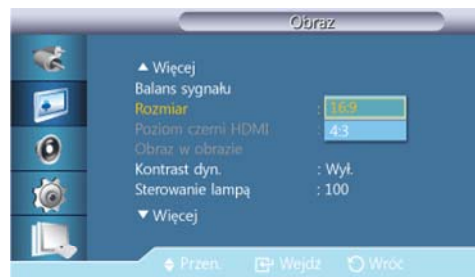 Obraz
▲ Więcej
Balans sygnału
Rozmiar : 16:9
4:3
Poziom czerni HDMI :
Obraz w obrazie
Kontrast dyn. : Wył.
Sterowanie lampą : 100
▼ Więcej
Przen. Wejdź Wróć